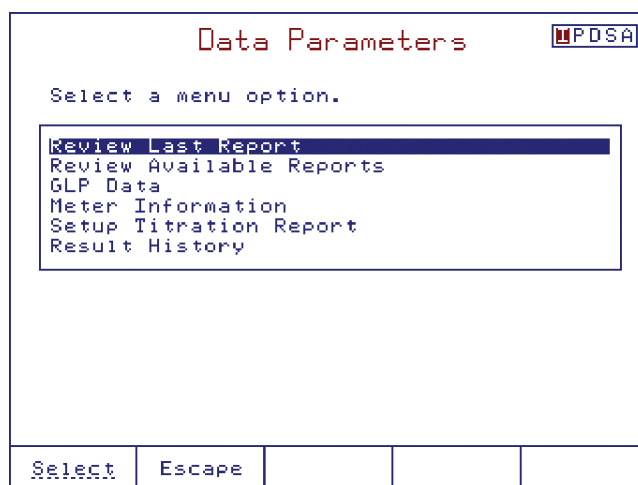 Data Parameters
UPDSA
Select a menu option.
Review Last Report
Review Available Reports
GLP Data
Meter Information
Setup Titration Report
Result History
Select Escape